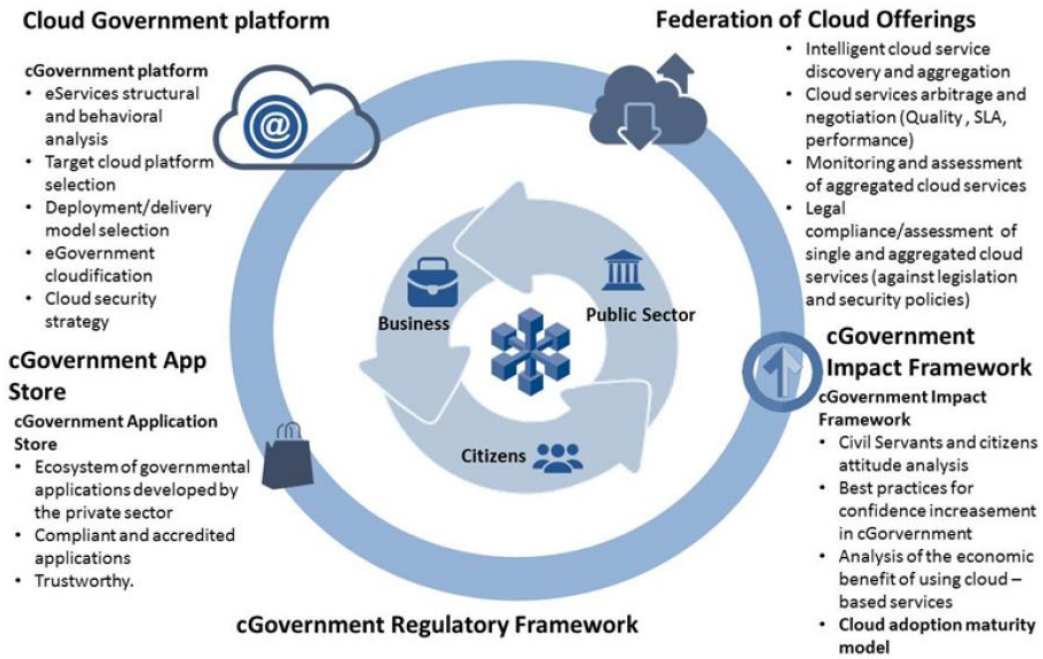 Cloud Government platform
cGovernment platform
• eServices structural
and behavioral
analysis
• Target cloud platform
selection
• Deployment/delivery
model selection
• eGovernment
cloudification
• Cloud security
strategy
Federation of Cloud Offerings
• Intelligent cloud service
discovery and aggregation
• Cloud services arbitrage and
negotiation (Quality , SLA,
performance)
• Monitoring and assessment
of aggregated cloud services
• Legal
compliance/assessment of
single and aggregated cloud
services (against legislation
and security policies)
@
Business
Public Sector
Citizens
cGovernment App
Store
cGovernment Application
Store
• Ecosystem of governmental
applications developed by
the private sector
• Compliant and accredited
applications
• Trustworthy.
cGovernment
Impact Framework
cGovernment Impact
Framework
• Civil Servants and citizens
attitude analysis
• Best practices for
confidence increasement
in cGorvernment
• Analysis of the economic
benefit of using cloud –
based services
• Cloud adoption maturity
model
cGovernment Regulatory Framework